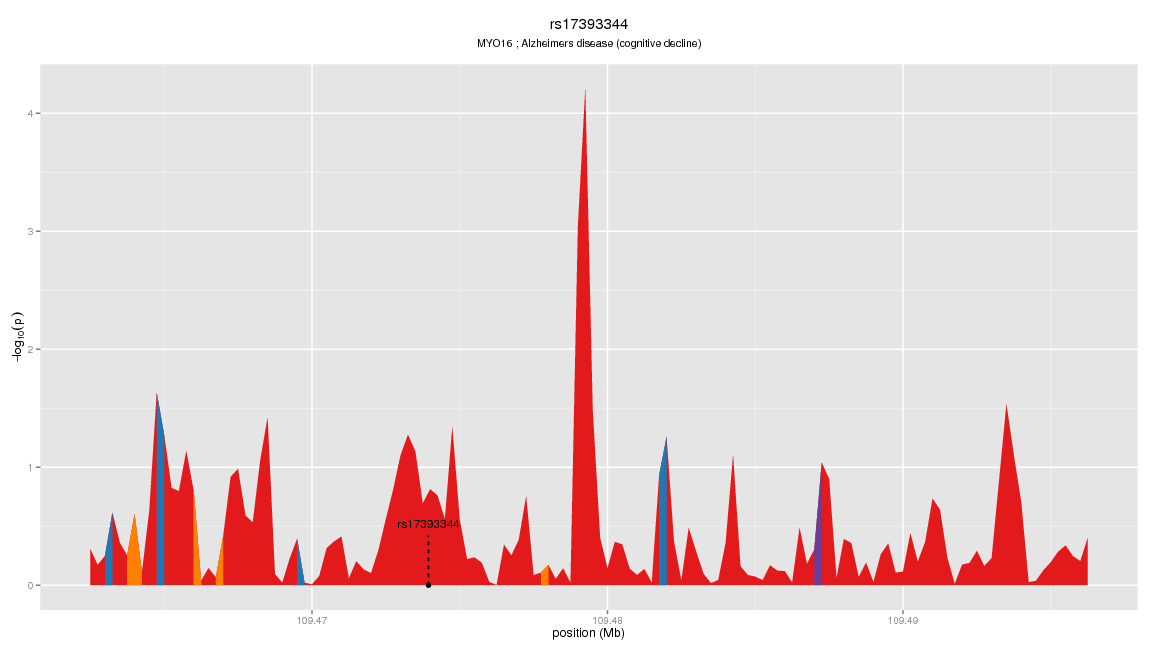 rs17393344
MYO16 ; Alzheimers disease (cognitive decline)
4
3
2
1
0
−log₁₀(p)
rs17393344
109.47
109.48
109.49
position (Mb)